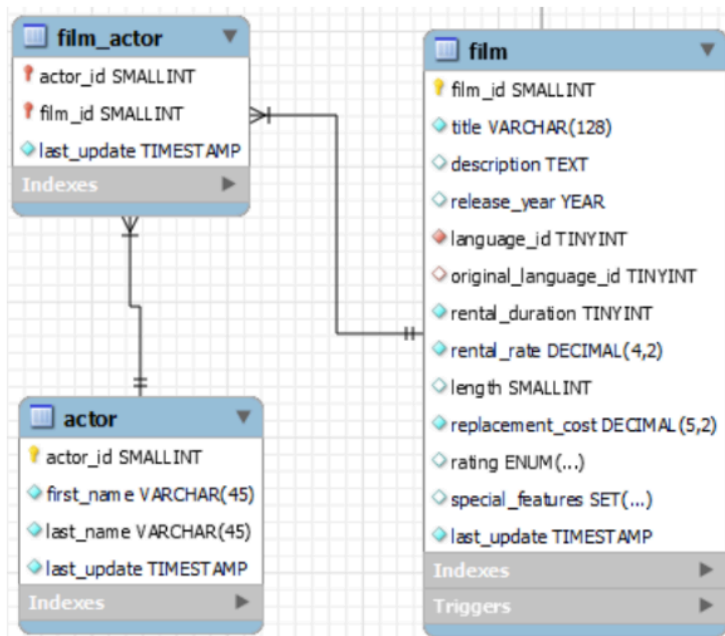 film_actor
actor_id SMALLINT
film_id SMALLINT
last_update TIMESTAMP
Indexes
actor
actor_id SMALLINT
first_name VARCHAR(45)
last_name VARCHAR(45)
last_update TIMESTAMP
Indexes
film
film_id SMALLINT
title VARCHAR(128)
description TEXT
release_year YEAR
language_id TINYINT
original_language_id TINYINT
rental_duration TINYINT
rental_rate DECIMAL(4,2)
length SMALLINT
replacement_cost DECIMAL(5,2)
rating ENUM(...)
special_features SET(...)
last_update TIMESTAMP
Indexes
Triggers